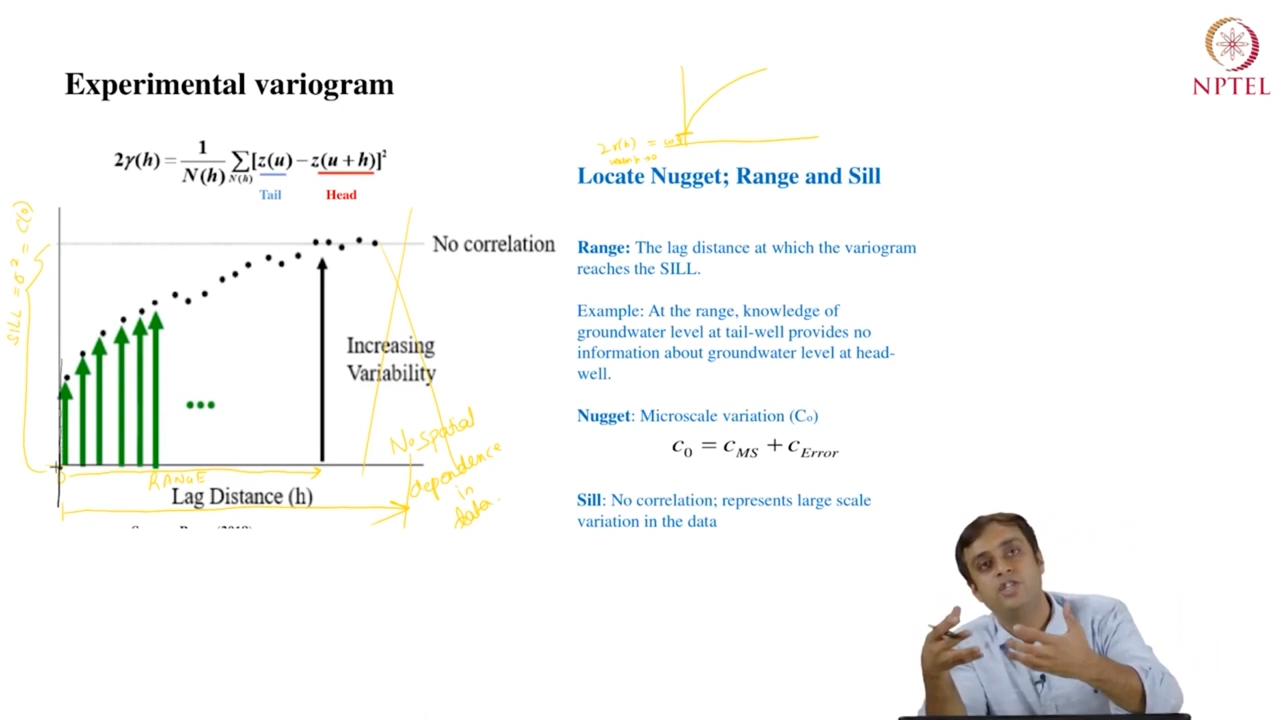 NPTEL
Experimental variogram
2γ(h) = 1/N(h) Σ N(h) [z(u) − z(u + h)]²
Tail
Head
2γ(h) =
when h→0
SILL = σ² = C(0)
No correlation
Increasing
Variability
RANGE
Lag Distance (h)
No spatial
dependence
in
data.
Locate Nugget; Range and Sill
Range: The lag distance at which the variogram
reaches the SILL.
Example: At the range, knowledge of
groundwater level at tail-well provides no
information about groundwater level at head-
well.
Nugget: Microscale variation (C₀)
c₀ = c_MS + c_Error
Sill: No correlation; represents large scale
variation in the data